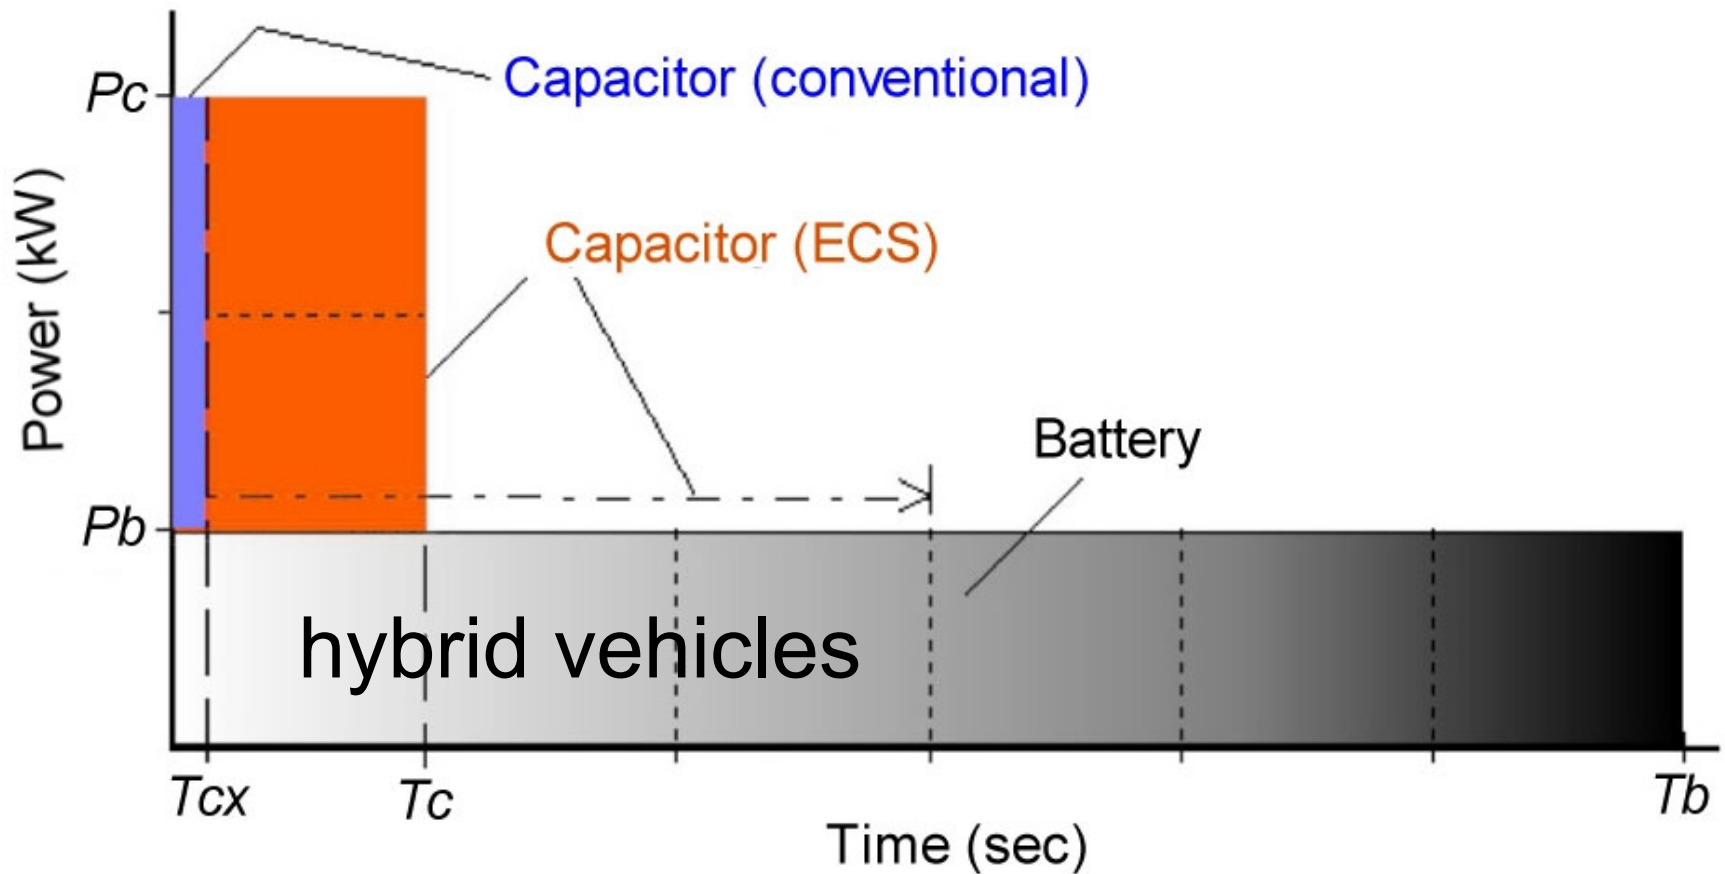 Capacitor (conventional)
Pc
Power (kW)
Capacitor (ECS)
Battery
Pb
hybrid vehicles
Tcx
Tc
Tb
Time (sec)